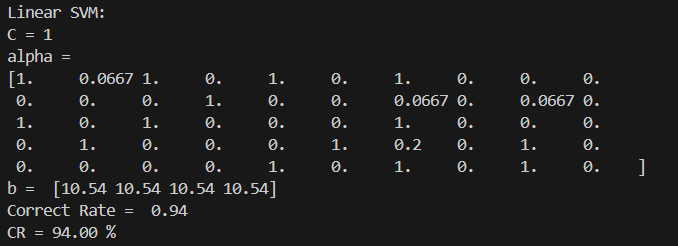 Linear SVM:
C = 1
alpha =
[1.     0.0667 1.     0.     1.     0.     1.     0.     0.     0.
 0.     0.     0.     1.     0.     0.     0.0667 0.     0.0667 0.
 1.     0.     1.     0.     0.     0.     1.     0.     0.     0.
 0.     1.     0.     0.     0.     1.     0.2    0.     1.     0.
 0.     0.     0.     0.     1.     0.     1.     0.     1.     0.    ]
b =  [10.54 10.54 10.54 10.54]
Correct Rate =  0.94
CR = 94.00 %